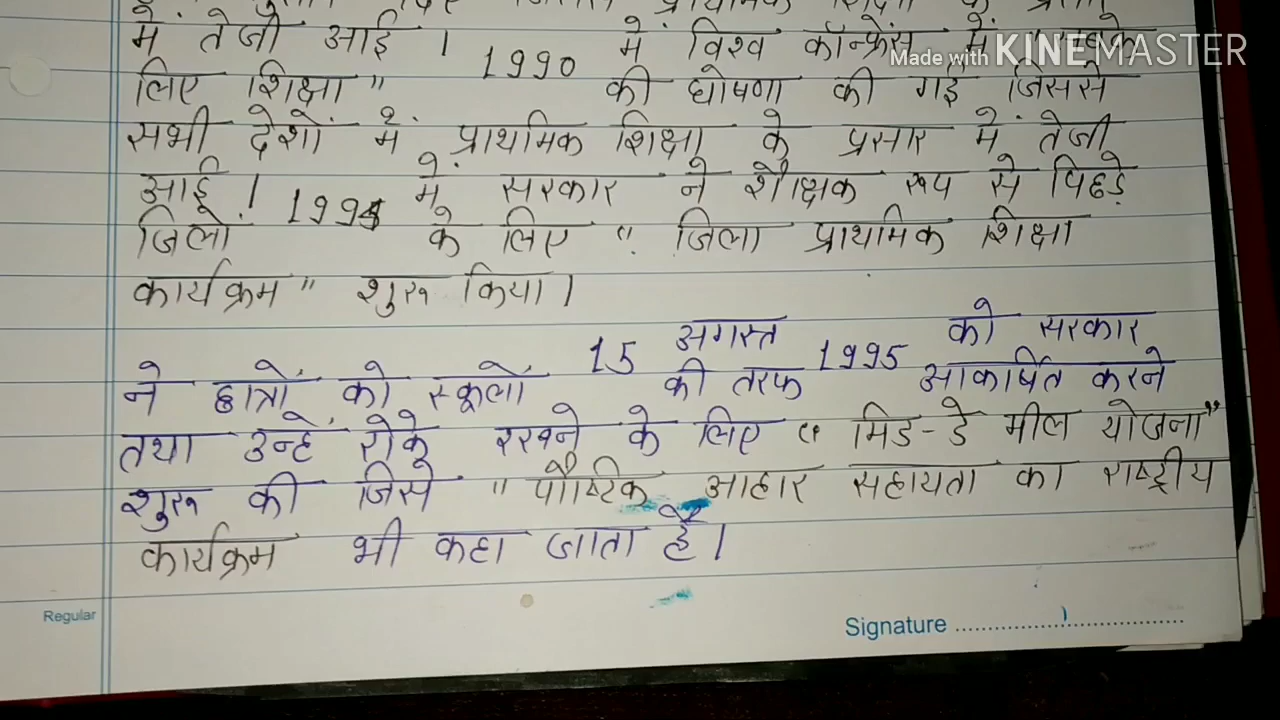 में तेजी आई । 1990 में विश्व कॉन्फ्रेंस में "सबके
लिए शिक्षा" की घोषणा की गई जिससे
सभी देशों में प्राथमिक शिक्षा के प्रसार में तेजी
आई । में सरकार ने शैक्षिक रूप से पिछड़े
जिलों के लिए " जिला प्राथमिक शिक्षा
कार्यक्रम" शुरू किया ।
15 अगस्त 1995 को सरकार
ने छात्रों को स्कूलों की तरफ आकर्षित करने
तथा उन्हें रोके रखने के लिए " मिड-डे मील योजना"
शुरू की जिसे "पौष्टिक आहार सहायता का राष्ट्रीय
कार्यक्रम भी कहा जाता है ।
Regular
Signature
Made with KINEMASTER